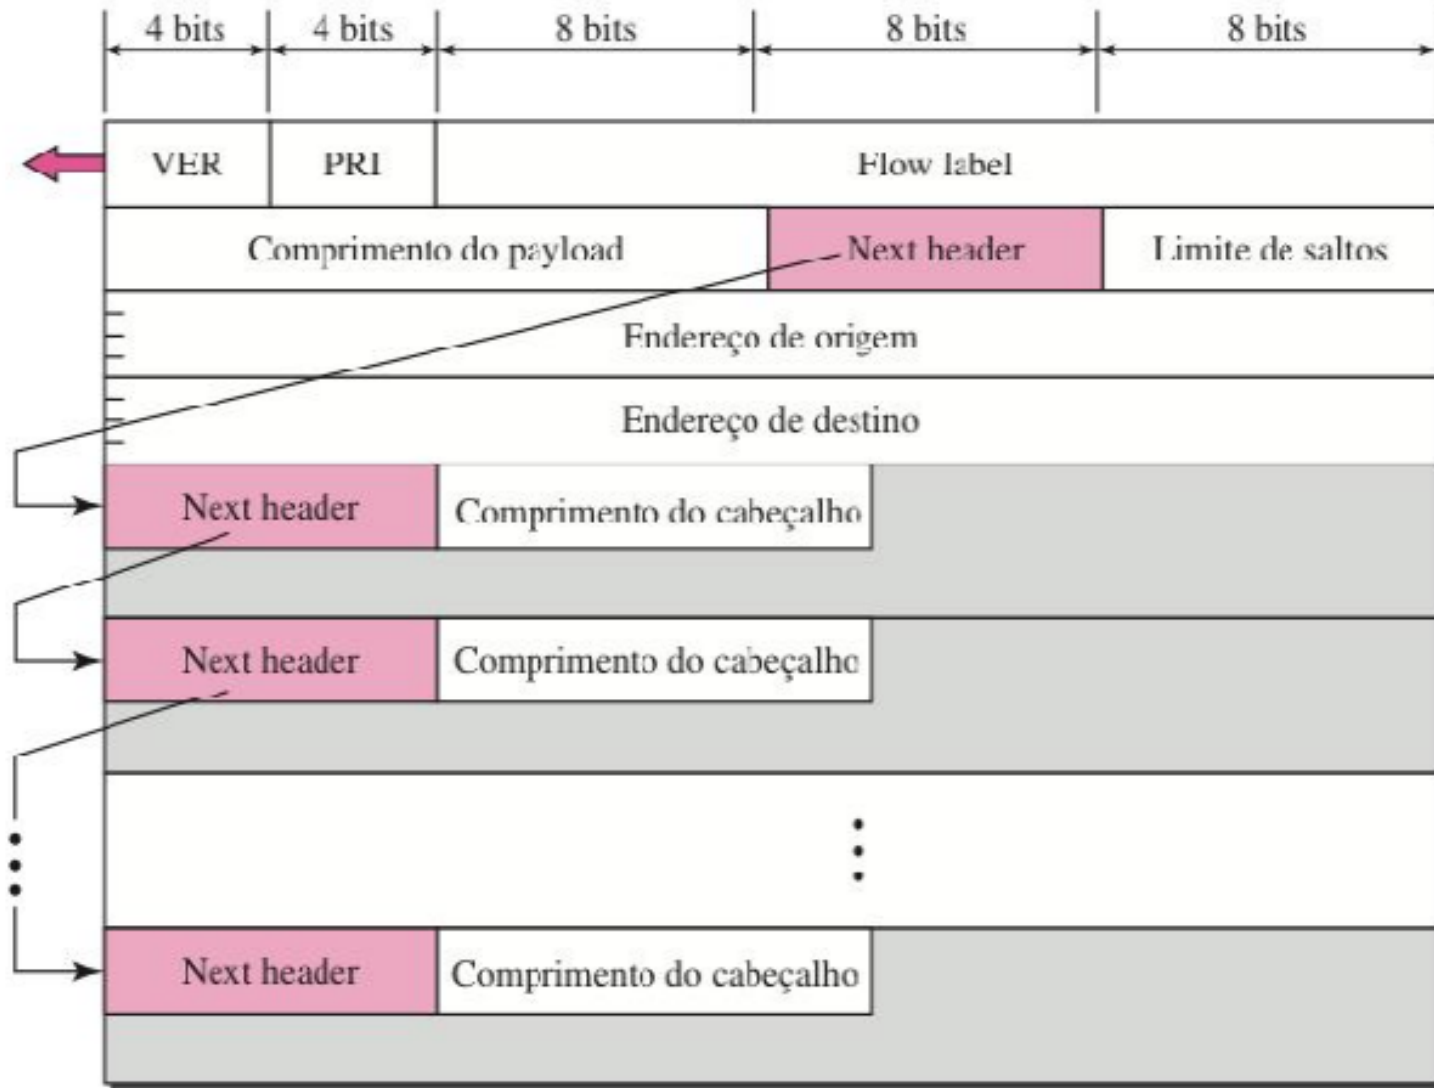 4 bits 4 bits 8 bits 8 bits 8 bits
VER PRI Flow label
Comprimento do payload Next header Limite de saltos
Endereço de origem
Endereço de destino
Next header Comprimento do cabeçalho
Next header Comprimento do cabeçalho
Next header Comprimento do cabeçalho